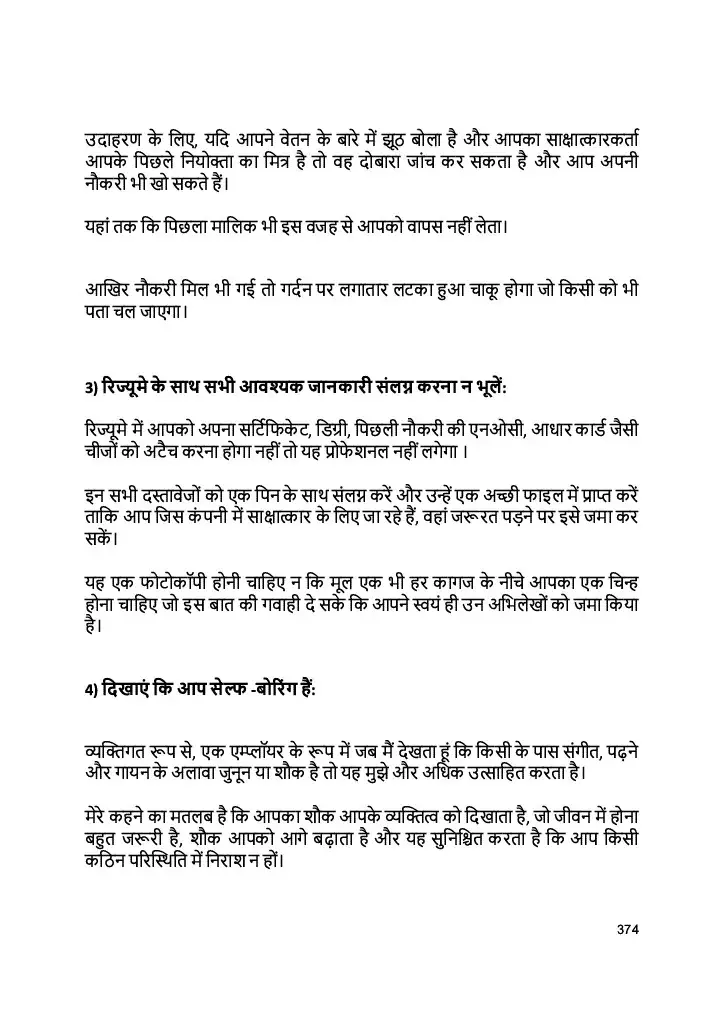 उदाहरण के लिए, यदि आपने वेतन के बारे में झूठ बोला है और आपका साक्षात्कारकर्ता
आपके पिछले नियोक्ता का मित्र है तो वह दोबारा जांच कर सकता है और आप अपनी
नौकरी भी खो सकते हैं।
यहां तक कि पिछला मालिक भी इस वजह से आपको वापस नहीं लेता।
आखिर नौकरी मिल भी गई तो गर्दन पर लगातार लटका हुआ चाकू होगा जो किसी को भी
पता चल जाएगा।
3) रिज्यूमे के साथ सभी आवश्यक जानकारी संलग्न करना न भूलें:
रिज्यूमे में आपको अपना सर्टिफिकेट, डिग्री, पिछली नौकरी की एनओसी, आधार कार्ड जैसी
चीजों को अटैच करना होगा नहीं तो यह प्रोफेशनल नहीं लगेगा ।
इन सभी दस्तावेजों को एक पिन के साथ संलग्न करें और उन्हें एक अच्छी फाइल में प्राप्त करें
ताकि आप जिस कंपनी में साक्षात्कार के लिए जा रहे हैं, वहां जरूरत पड़ने पर इसे जमा कर
सकें।
यह एक फोटोकॉपी होनी चाहिए न कि मूल एक भी हर कागज के नीचे आपका एक चिन्ह
होना चाहिए जो इस बात की गवाही दे सके कि आपने स्वयं ही उन अभिलेखों को जमा किया
है।
4) दिखाएं कि आप सेल्फ -बोरिंग हैं:
व्यक्तिगत रूप से, एक एम्प्लॉयर के रूप में जब मैं देखता हूं कि किसी के पास संगीत, पढ़ने
और गायन के अलावा जुनून या शौक है तो यह मुझे और अधिक उत्साहित करता है।
मेरे कहने का मतलब है कि आपका शौक आपके व्यक्तित्व को दिखाता है, जो जीवन में होना
बहुत जरूरी है, शौक आपको आगे बढ़ाता है और यह सुनिश्चित करता है कि आप किसी
कठिन परिस्थिति में निराश न हों।
374